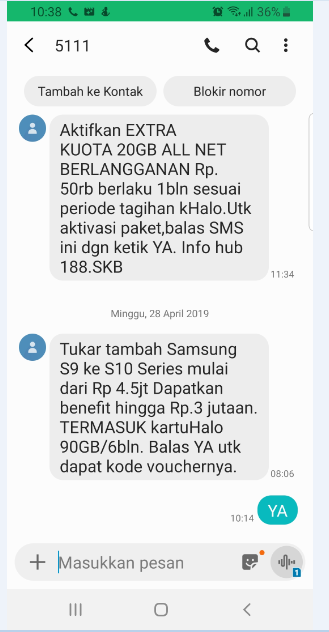 10:38
36%
5111
Tambah ke Kontak
Blokir nomor
Aktifkan EXTRA
KUOTA 20GB ALL NET
BERLANGGANAN Rp.
50rb berlaku 1bln sesuai
periode tagihan kHalo.Utk
aktivasi paket,balas SMS
ini dgn ketik YA. Info hub
188.SKB
11:34
Minggu, 28 April 2019
Tukar tambah Samsung
S9 ke S10 Series mulai
dari Rp 4.5jt Dapatkan
benefit hingga Rp.3 jutaan.
TERMASUK kartuHalo
90GB/6bln. Balas YA utk
dapat kode vouchernya.
08:06
10:14
YA
Masukkan pesan
1